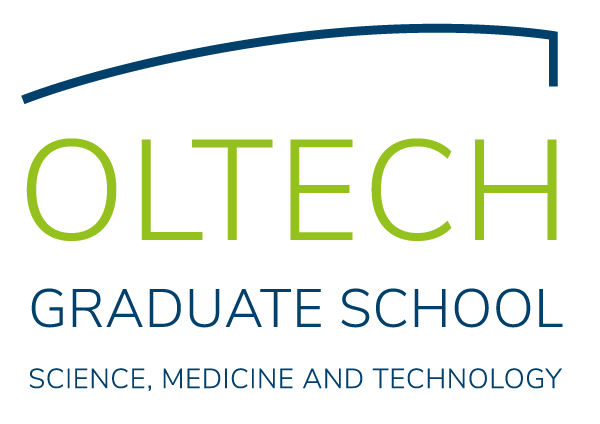 OLTECH
GRADUATE SCHOOL
SCIENCE, MEDICINE AND TECHNOLOGY